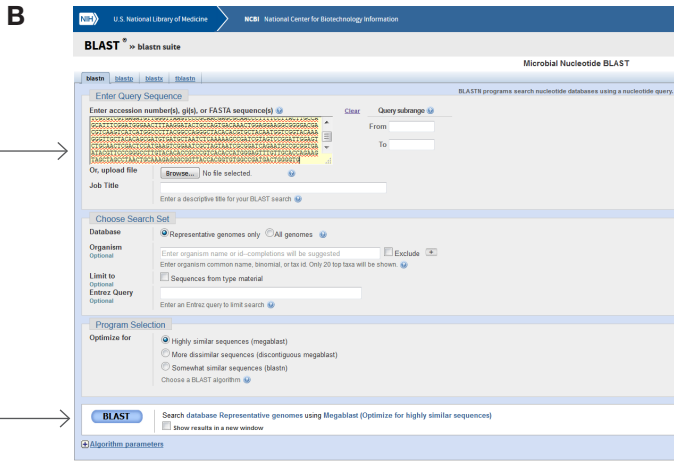 B
NIH U.S. National Library of Medicine NCBI National Center for Biotechnology Information
BLAST ® » blastn suite
Microbial Nucleotide BLAST
blastn blastp blastx tblastn
BLASTN programs search nucleotide databases using a nucleotide query.
Enter Query Sequence
Enter accession number(s), gi(s), or FASTA sequence(s) Clear Query subrange
From
To
Or, upload file Browse... No file selected.
Job Title
Enter a descriptive title for your BLAST search
Choose Search Set
Database Representative genomes only All genomes
Organism
Optional
Enter organism name or id--completions will be suggested Exclude +
Enter organism common name, binomial, or tax id. Only 20 top taxa will be shown.
Limit to
Optional
Sequences from type material
Entrez Query
Optional
Enter an Entrez query to limit search
Program Selection
Optimize for Highly similar sequences (megablast)
More dissimilar sequences (discontiguous megablast)
Somewhat similar sequences (blastn)
Choose a BLAST algorithm
BLAST Search database Representative genomes using Megablast (Optimize for highly similar sequences)
Show results in a new window
Algorithm parameters